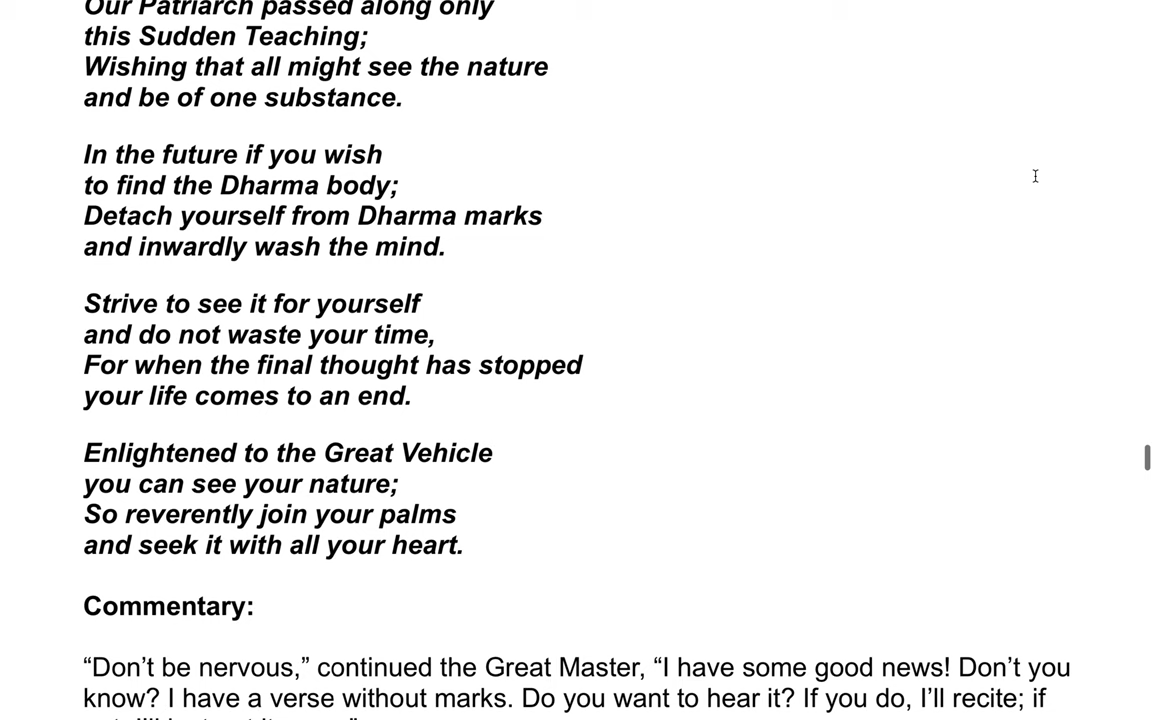 Our Patriarch passed along only
this Sudden Teaching;
Wishing that all might see the nature
and be of one substance.
In the future if you wish
to find the Dharma body;
Detach yourself from Dharma marks
and inwardly wash the mind.
Strive to see it for yourself
and do not waste your time,
For when the final thought has stopped
your life comes to an end.
Enlightened to the Great Vehicle
you can see your nature;
So reverently join your palms
and seek it with all your heart.
Commentary:
“Don’t be nervous,” continued the Great Master, “I have some good news! Don’t you
know? I have a verse without marks. Do you want to hear it? If you do, I’ll recite; if